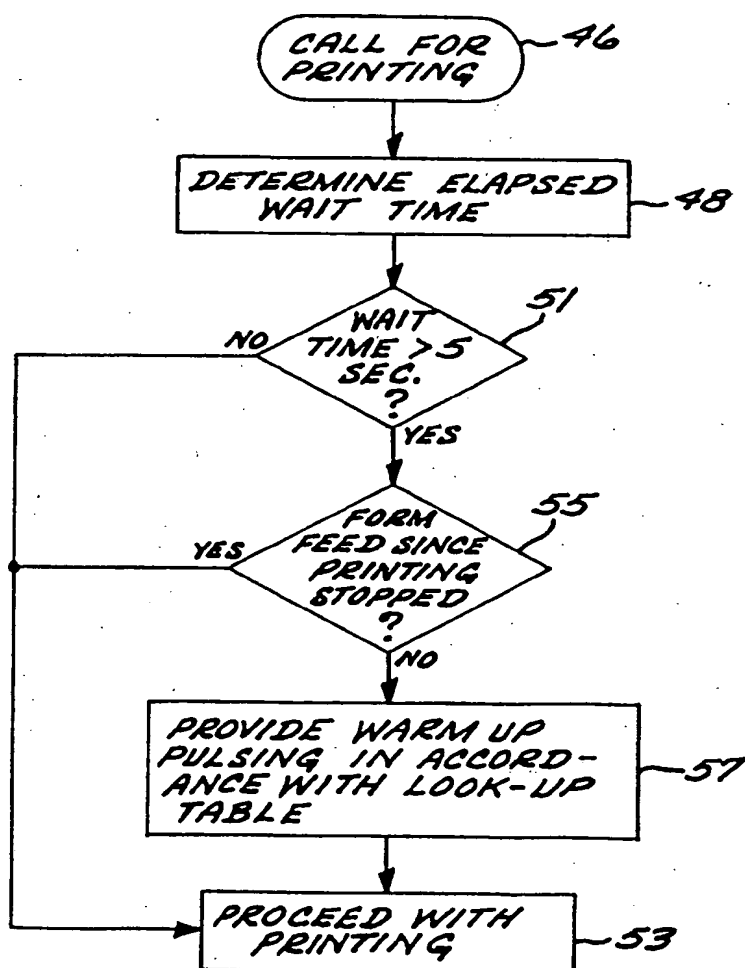 CALL FOR
PRINTING
46
DETERMINE ELAPSED
WAIT TIME
48
WAIT
TIME >5
SEC.
?
51
NO
YES
FORM
FEED SINCE
PRINTING
STOPPED
?
55
YES
NO
PROVIDE WARM UP
PULSING IN ACCORD-
ANCE WITH LOOK-UP
TABLE
57
PROCEED WITH
PRINTING
53